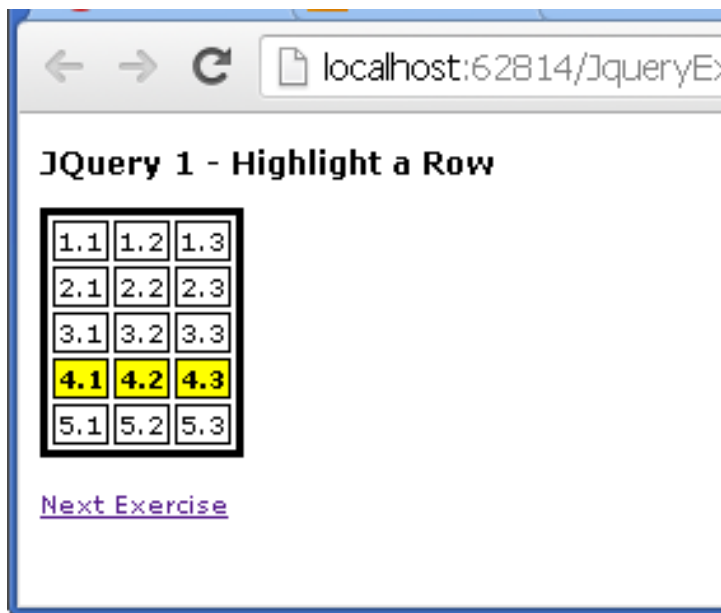 localhost:62814/JqueryEx
JQuery 1 - Highlight a Row
1.1 1.2 1.3
2.1 2.2 2.3
3.1 3.2 3.3
4.1 4.2 4.3
5.1 5.2 5.3
Next Exercise